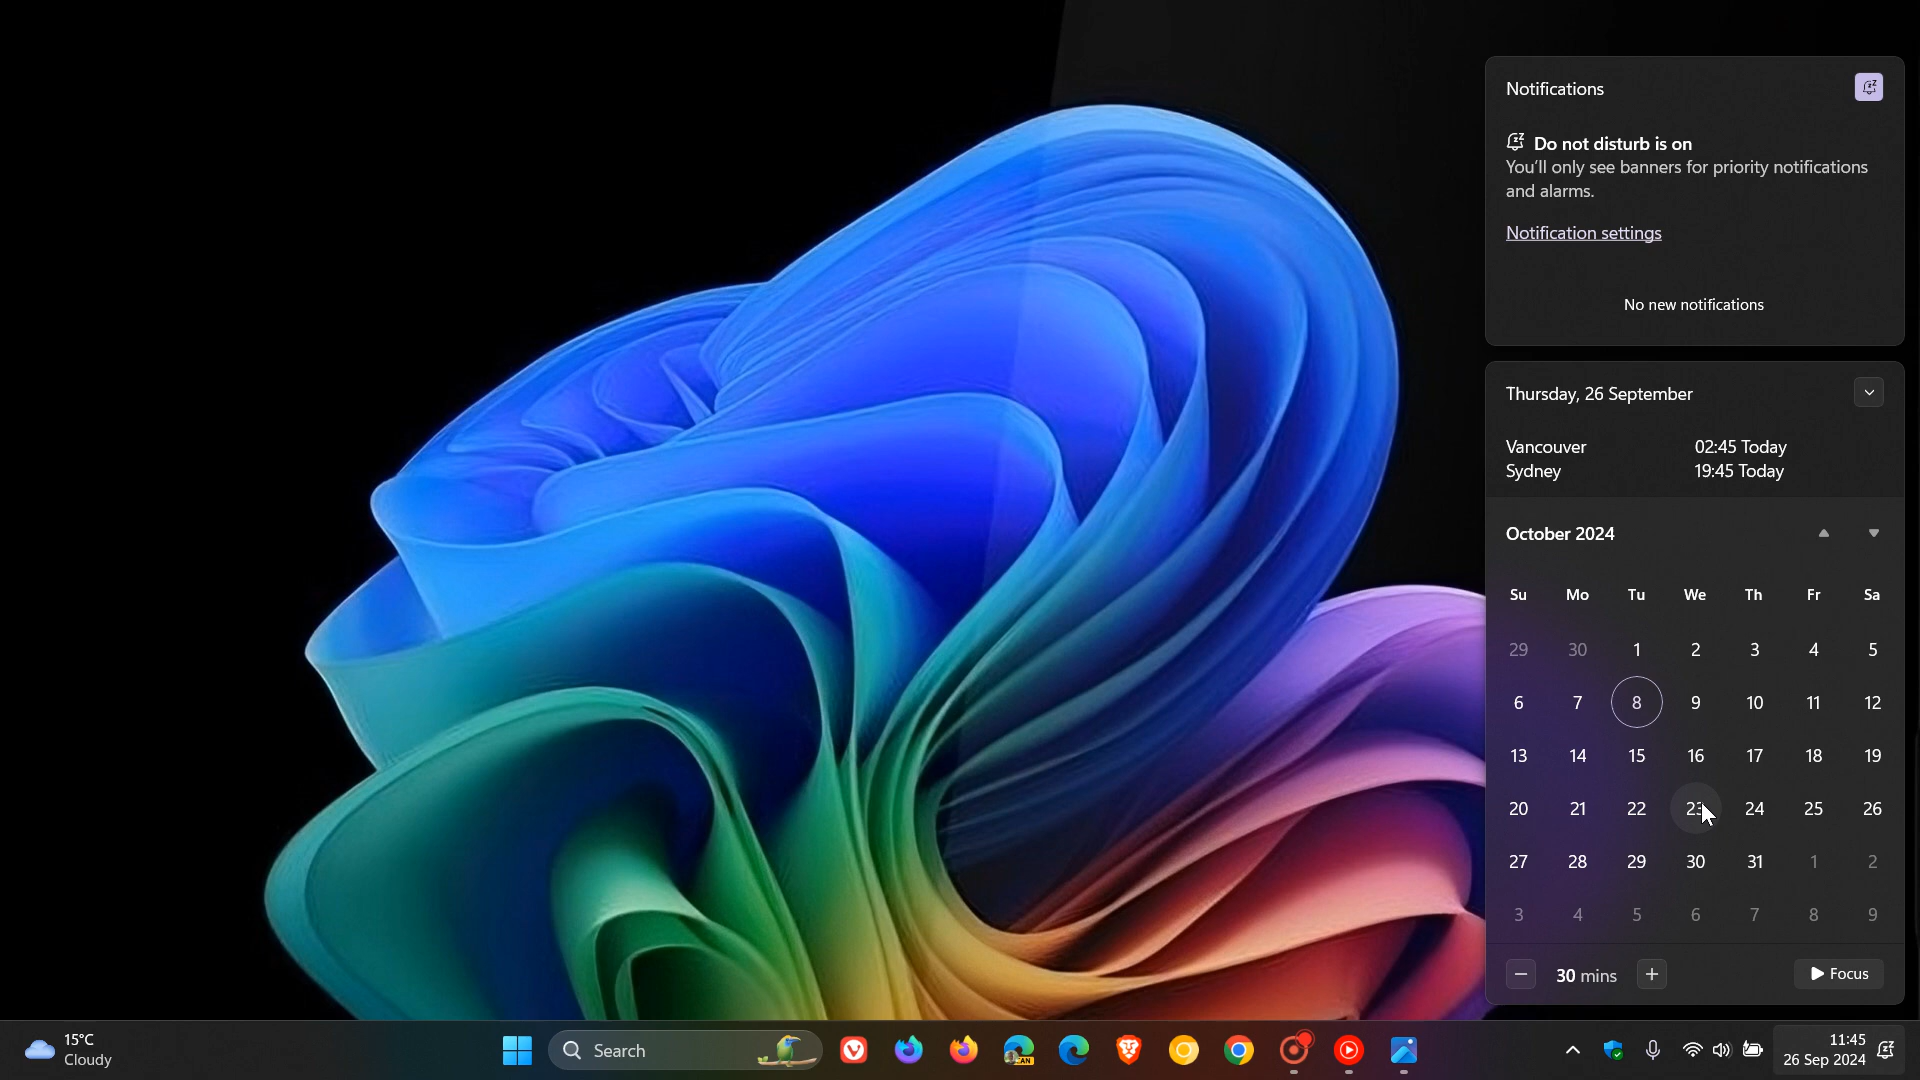 Notifications
Do not disturb is on
You'll only see banners for priority notifications
and alarms.
Notification settings
No new notifications
Thursday, 26 September
Vancouver 02:45 Today
Sydney 19:45 Today
October 2024
Su Mo Tu We Th Fr Sa
29 30 1 2 3 4 5
6 7 8 9 10 11 12
13 14 15 16 17 18 19
20 21 22 23 24 25 26
27 28 29 30 31 1 2
3 4 5 6 7 8 9
30 mins Focus
15°C
Cloudy
Search
CAN
11:45
26 Sep 2024